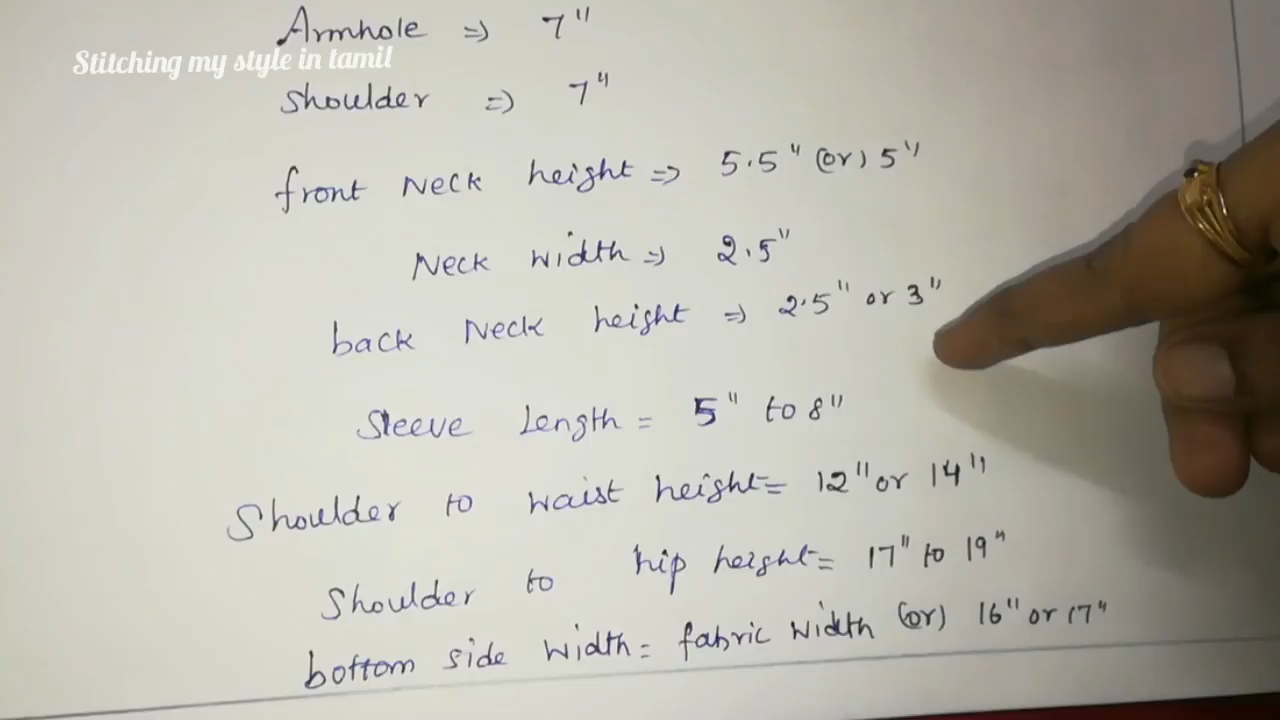 Armhole => 7"
Stitching my style in tamil
Shoulder => 7"
front Neck height => 5.5" (or) 5"
Neck width => 2.5"
back Neck height => 2.5" or 3"
Sleeve Length = 5" to 8"
Shoulder to waist height = 12" or 14"
Shoulder to hip height = 17" to 19"
bottom side width = fabric width (or) 16" or 17"